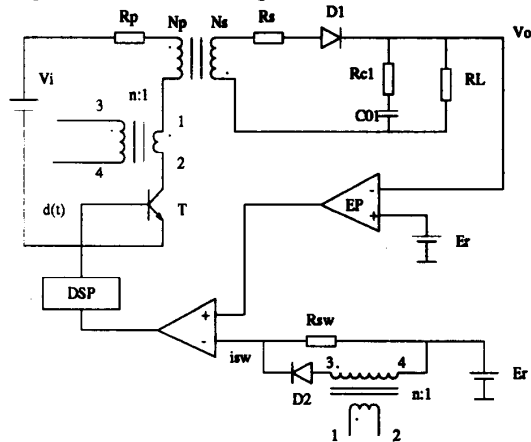 Rp Np Ns Rs D1
Vo
Vi
Rc1 RL
C01
3 n:1 1
4 2
d(t) T
EP
-
+
Er
DSP
+
-
isw
Rsw
3 4
D2 n:1
Er
1 2